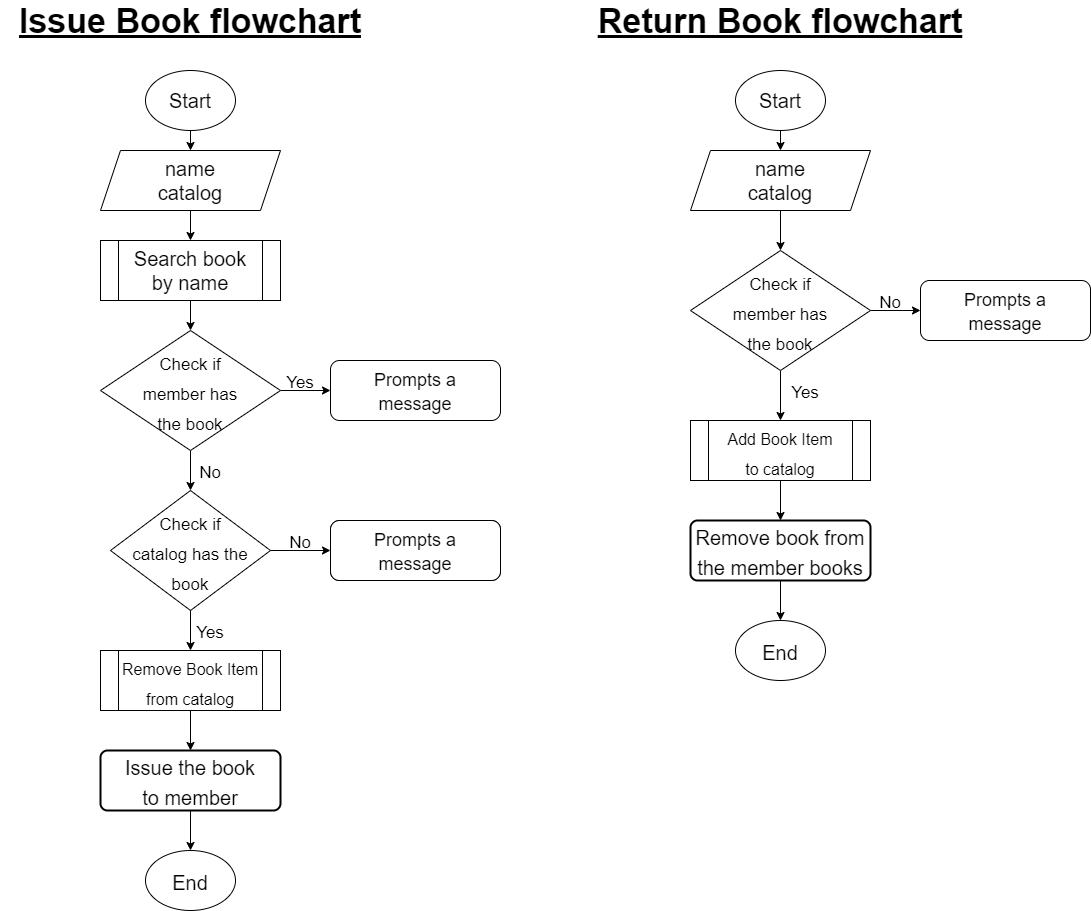 Issue Book flowchart
Start
name
catalog
Search book
by name
Check if
member has
the book
Yes
Prompts a
message
No
Check if
catalog has the
book
No
Prompts a
message
Yes
Remove Book Item
from catalog
Issue the book
to member
End
Return Book flowchart
Start
name
catalog
Check if
member has
the book
No
Prompts a
message
Yes
Add Book Item
to catalog
Remove book from
the member books
End